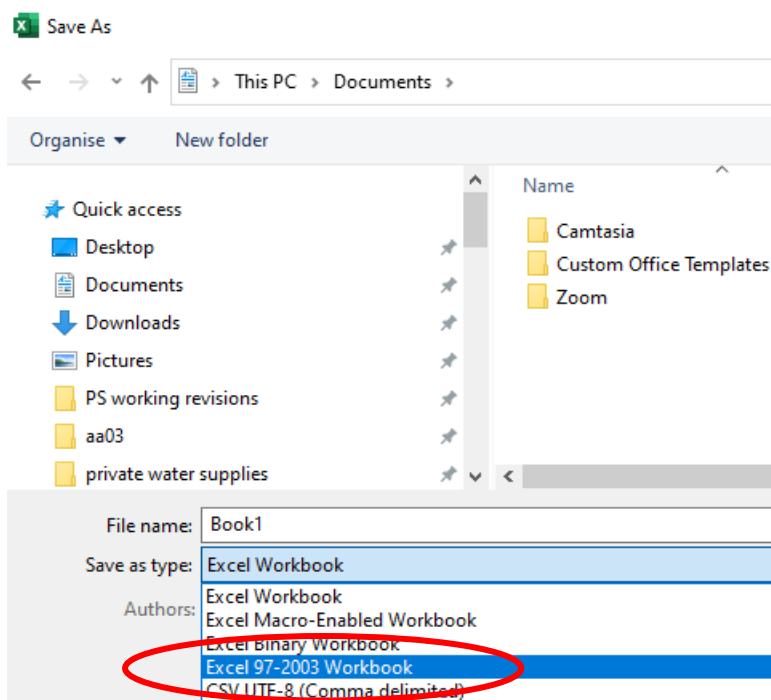 Save As
This PC > Documents >
Organise New folder
Name
Quick access
Desktop
Documents
Downloads
Pictures
PS working revisions
aa03
private water supplies
Camtasia
Custom Office Templates
Zoom
File name: Book1
Save as type: Excel Workbook
Authors:
Excel Workbook
Excel Macro-Enabled Workbook
Excel Binary Workbook
Excel 97-2003 Workbook
CSV UTF-8 (Comma delimited)